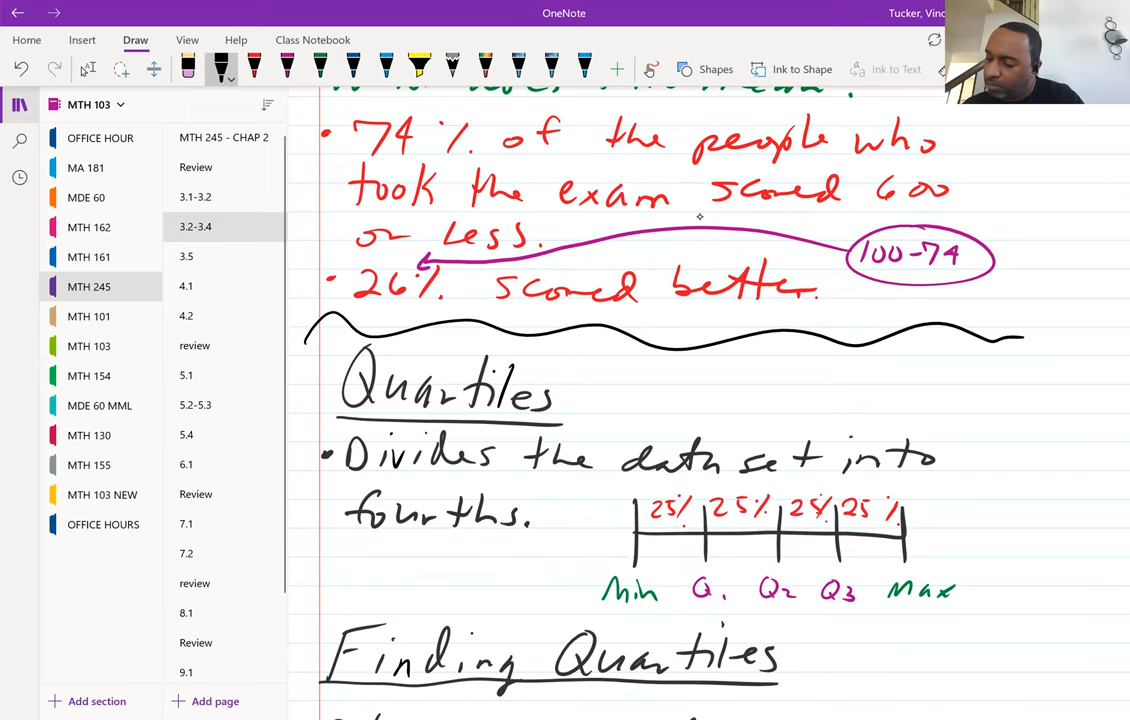 OneNote
Tucker, Vinc
Home
Insert
Draw
View
Help
Class Notebook
Shapes
Ink to Shape
Ink to Text
MTH 103
OFFICE HOUR
MA 181
MDE 60
MTH 162
MTH 161
MTH 245
MTH 101
MTH 103
MTH 154
MDE 60 MML
MTH 130
MTH 155
MTH 103 NEW
OFFICE HOURS
Add section
MTH 245 - CHAP 2
Review
3.1-3.2
3.2-3.4
3.5
4.1
4.2
review
5.1
5.2-5.3
5.4
6.1
Review
7.1
7.2
review
8.1
Review
9.1
Add page
• 74 % of the people who
took the exam scored 600
or less.
100-74
• 26% scored better.
Quartiles
• Divides the data set into
fourths.
25% 25% 25% 25%
Min Q1 Q2 Q3 Max
Finding Quartiles